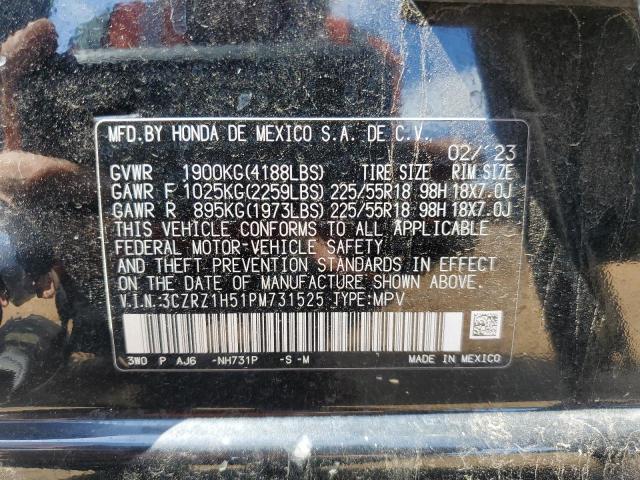 MFD.BY HONDA DE MEXICO S.A. DE C.V.
02/ 23
GVWR 1900KG(4188LBS) TIRE SIZE RIM SIZE
GAWR F 1025KG(2259LBS) 225/55R18 98H 18X7.0J
GAWR R 895KG(1973LBS) 225/55R18 98H 18X7.0J
THIS VEHICLE CONFORMS TO ALL APPLICABLE
FEDERAL MOTOR-VEHICLE SAFETY
AND THEFT PREVENTION STANDARDS IN EFFECT
ON THE DATE OF MANUFACTURE SHOWN ABOVE.
V.I.N:3CZRZ1H51PM731525 TYPE:MPV
3W0 P AJ6 -NH731P -S -M MADE IN MEXICO